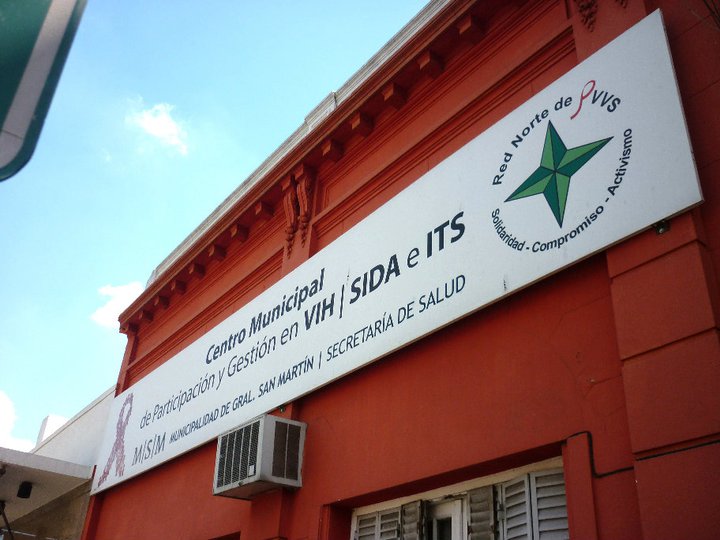 Centro Municipal
de Participación y Gestión en VIH | SIDA e ITS
M|S|M MUNICIPALIDAD DE GRAL. SAN MARTÍN | SECRETARÍA DE SALUD
Red Norte de PVVS
Solidaridad - Compromiso - Activismo